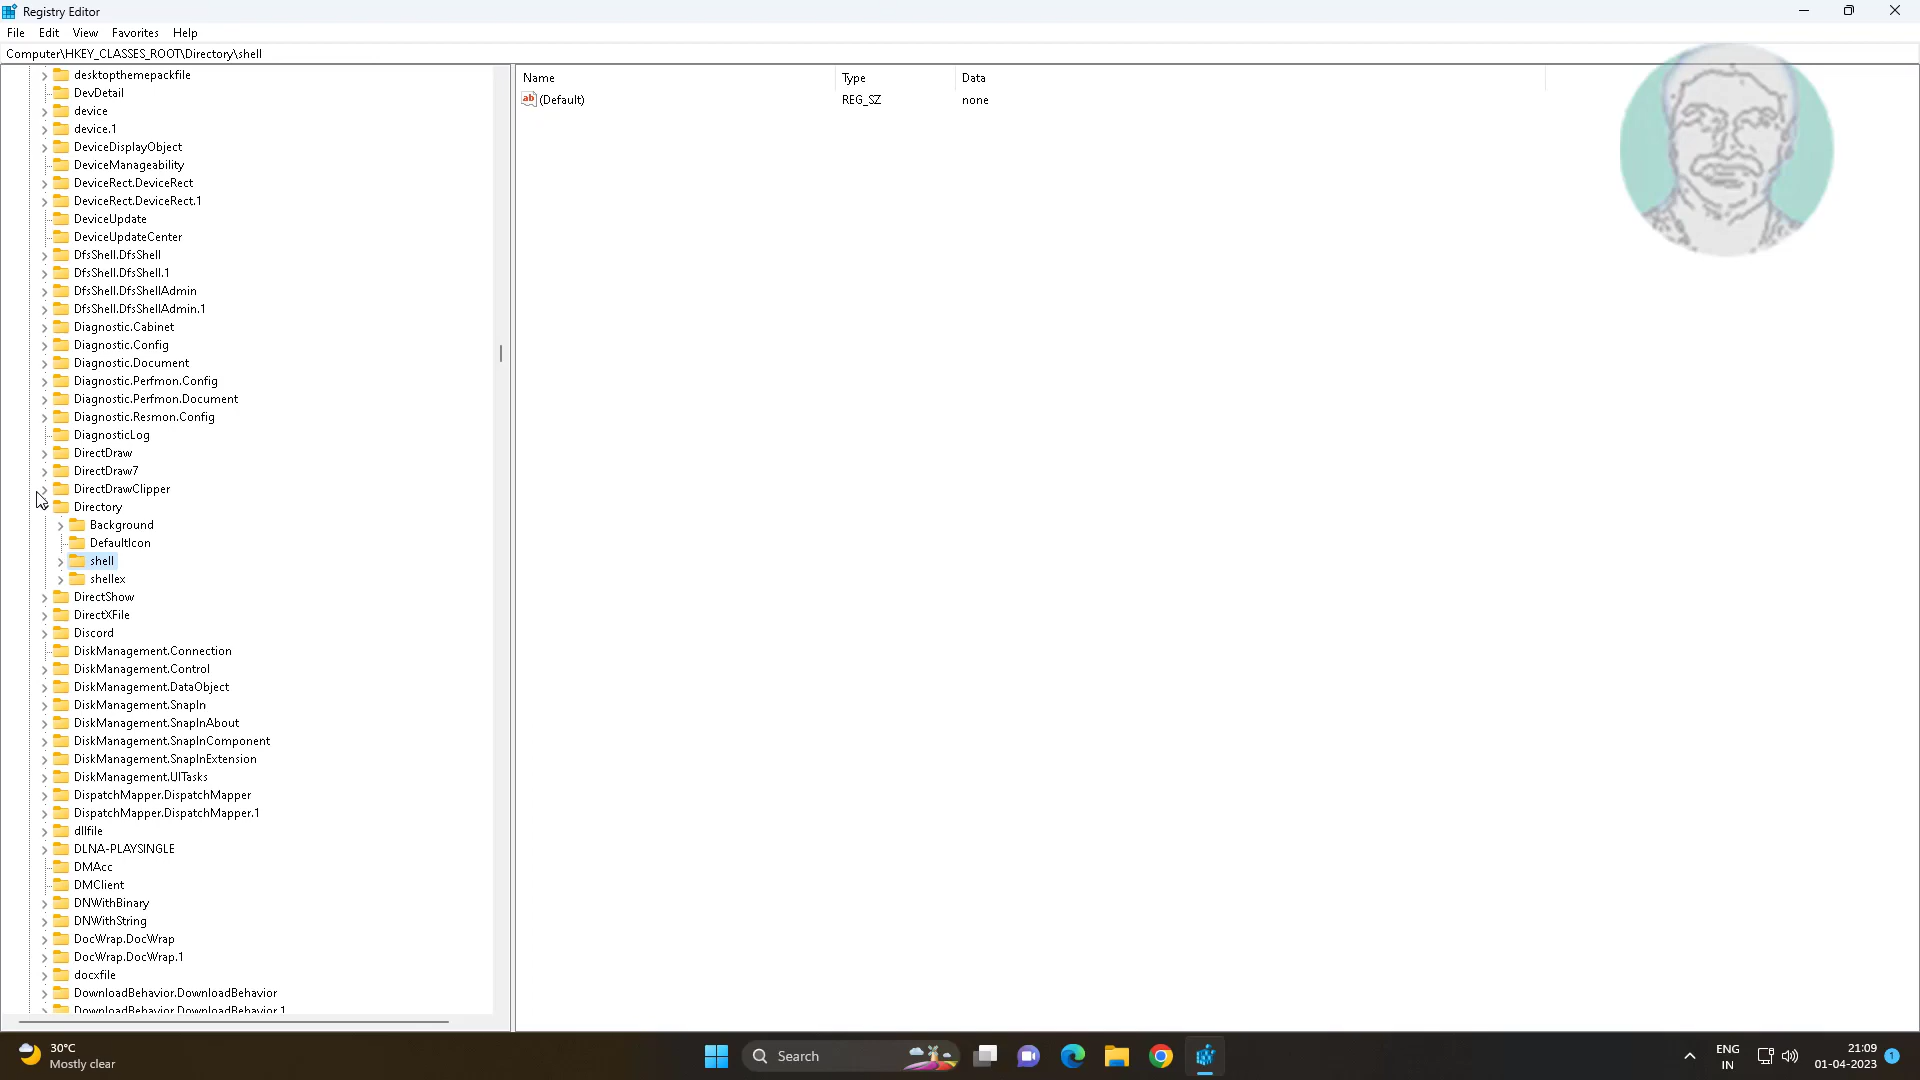 Registry Editor
File Edit View Favorites Help
Computer\HKEY_CLASSES_ROOT\Directory\shell
desktopthemepackfile
DevDetail
device
device.1
DeviceDisplayObject
DeviceManageability
DeviceRect.DeviceRect
DeviceRect.DeviceRect.1
DeviceUpdate
DeviceUpdateCenter
DfsShell.DfsShell
DfsShell.DfsShell.1
DfsShell.DfsShellAdmin
DfsShell.DfsShellAdmin.1
Diagnostic.Cabinet
Diagnostic.Config
Diagnostic.Document
Diagnostic.Perfmon.Config
Diagnostic.Perfmon.Document
Diagnostic.Resmon.Config
DiagnosticLog
DirectDraw
DirectDraw7
DirectDrawClipper
Directory
Background
DefaultIcon
shell
shellex
DirectShow
DirectXFile
Discord
DiskManagement.Connection
DiskManagement.Control
DiskManagement.DataObject
DiskManagement.SnapIn
DiskManagement.SnapInAbout
DiskManagement.SnapInComponent
DiskManagement.SnapInExtension
DiskManagement.UITasks
DispatchMapper.DispatchMapper
DispatchMapper.DispatchMapper.1
dllfile
DLNA-PLAYSINGLE
DMAcc
DMClient
DNWithBinary
DNWithString
DocWrap.DocWrap
DocWrap.DocWrap.1
docxfile
DownloadBehavior.DownloadBehavior
DownloadBehavior.DownloadBehavior.1
Name Type Data
ab (Default) REG_SZ none
30°C
Mostly clear
Search
ENG
IN
21:09
01-04-2023
1